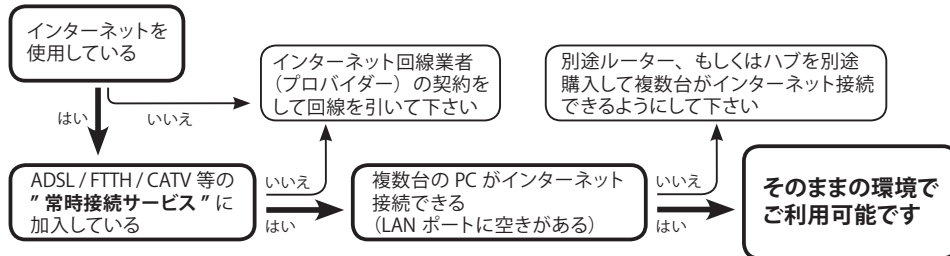 インターネットを
使用している
はい
いいえ
インターネット回線業者
（プロバイダー）の契約を
して回線を引いて下さい
別途ルーター、もしくはハブを別途
購入して複数台がインターネット接続
できるようにして下さい
ADSL / FTTH / CATV 等の
” 常時接続サービス ” に
加入している
いいえ
はい
複数台の PC がインターネット
接続できる
（LAN ポートに空きがある）
いいえ
はい
そのままの環境で
ご利用可能です